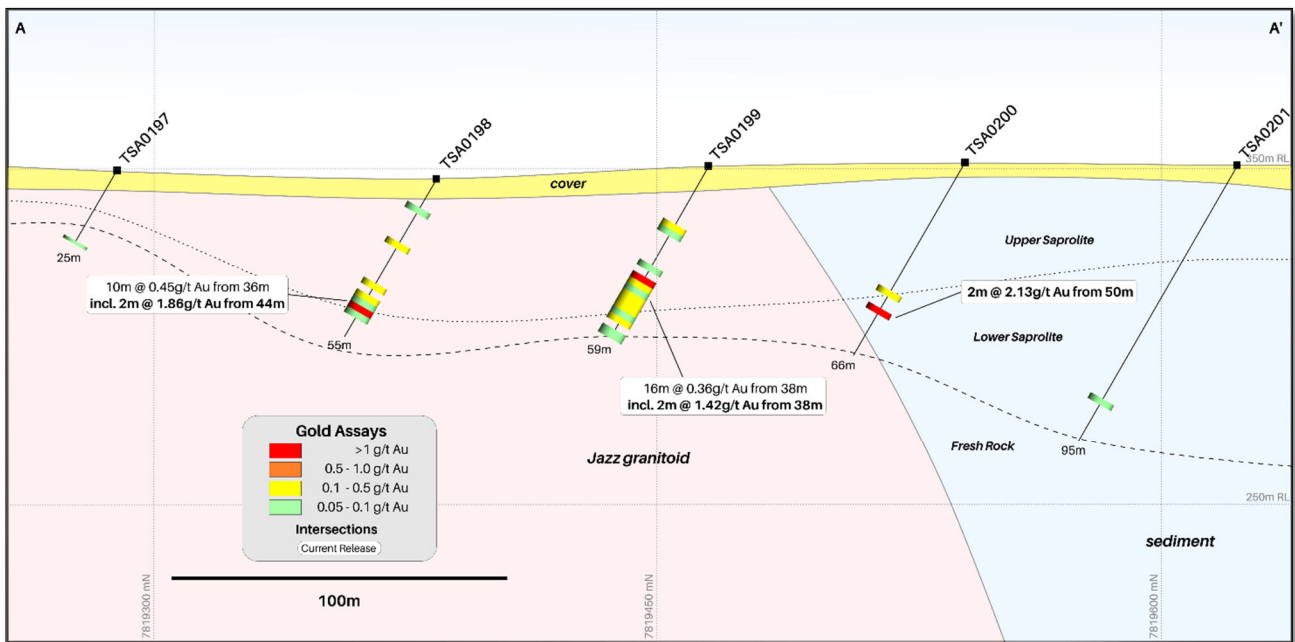 A
A'
TSA0197
TSA0198
TSA0199
TSA0200
TSA0201
350m RL
cover
Upper Saprolite
25m
10m @ 0.45g/t Au from 36m
incl. 2m @ 1.86g/t Au from 44m
2m @ 2.13g/t Au from 50m
Lower Saprolite
55m
59m
66m
16m @ 0.36g/t Au from 38m
incl. 2m @ 1.42g/t Au from 38m
Gold Assays
>1 g/t Au
0.5 - 1.0 g/t Au
0.1 - 0.5 g/t Au
0.05 - 0.1 g/t Au
Intersections
Current Release
Jazz granitoid
Fresh Rock
95m
250m RL
sediment
100m
7819300 mN
7819450 mN
7819600 mN